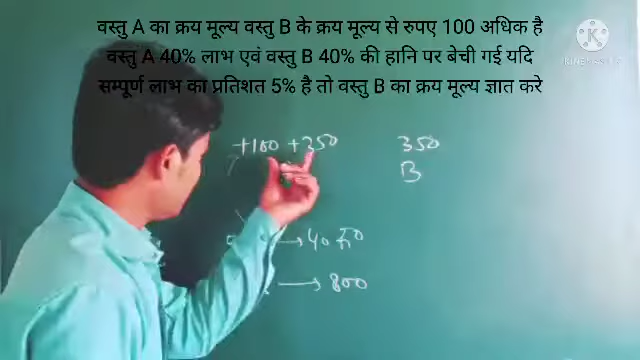 वस्तु A का क्रय मूल्य वस्तु B के क्रय मूल्य से रुपए 100 अधिक है
वस्तु A 40% लाभ एवं वस्तु B 40% की हानि पर बेची गई यदि
सम्पूर्ण लाभ का प्रतिशत 5% है तो वस्तु B का क्रय मूल्य ज्ञात करे
+100 +350 350
B
→ 40
→ 800